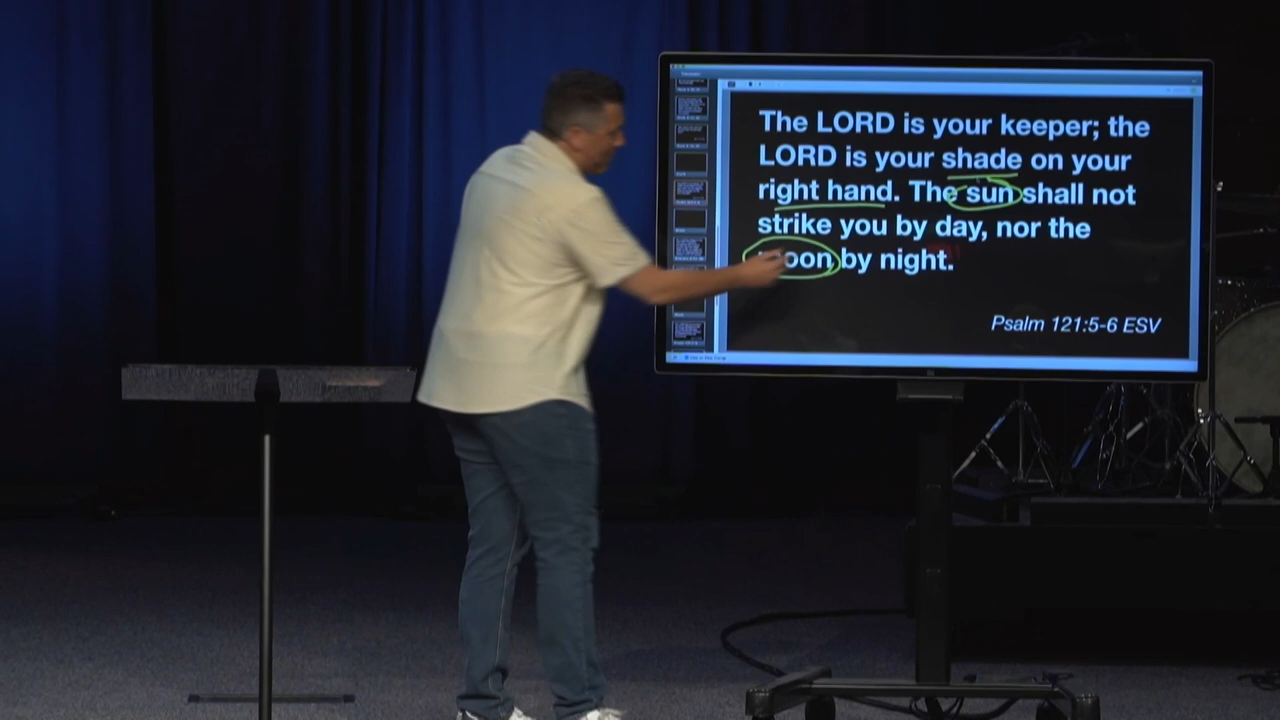 The LORD is your keeper; the
LORD is your shade on your
right hand. The sun shall not
strike you by day, nor the
moon by night.
Psalm 121:5-6 ESV